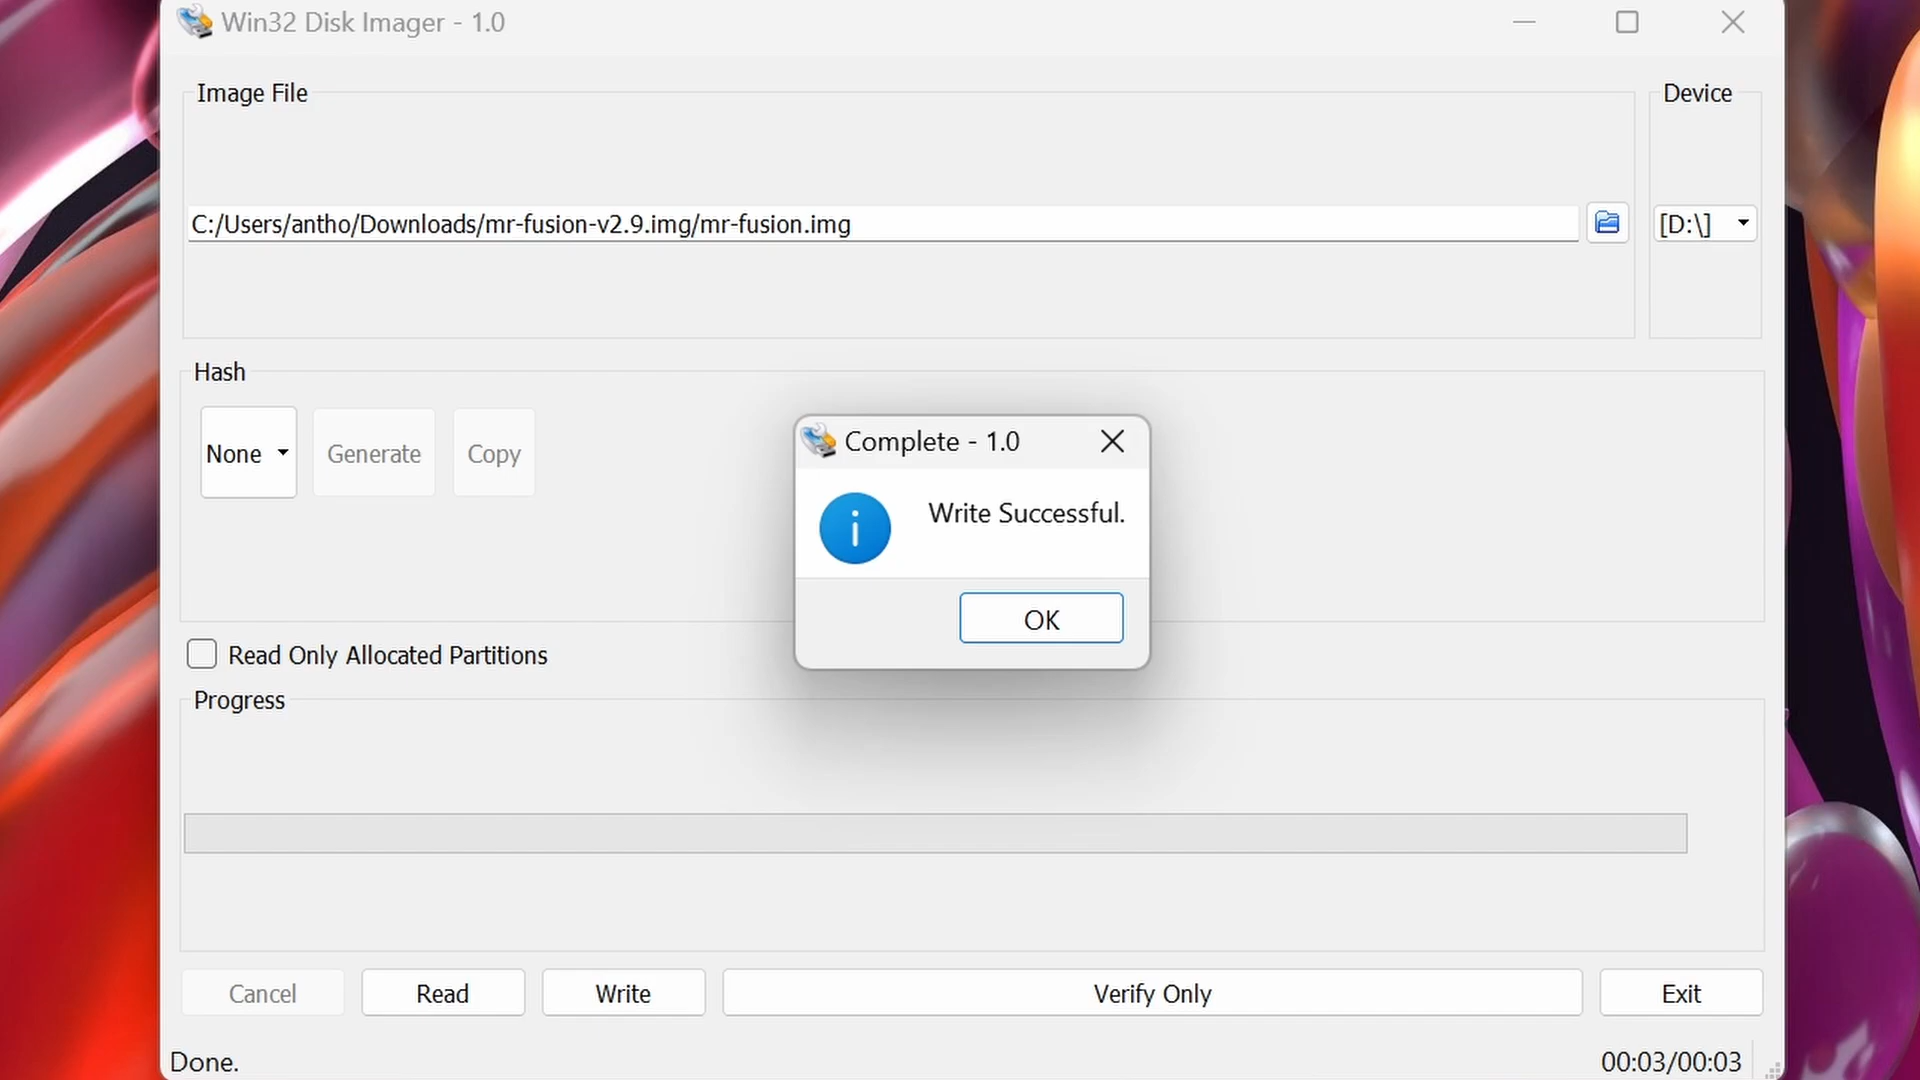 Win32 Disk Imager - 1.0
Image File
Device
C:/Users/antho/Downloads/mr-fusion-v2.9.img/mr-fusion.img
[D:\]
Hash
None
Generate
Copy
Complete - 1.0
Write Successful.
OK
Read Only Allocated Partitions
Progress
Cancel
Read
Write
Verify Only
Exit
Done.
00:03/00:03